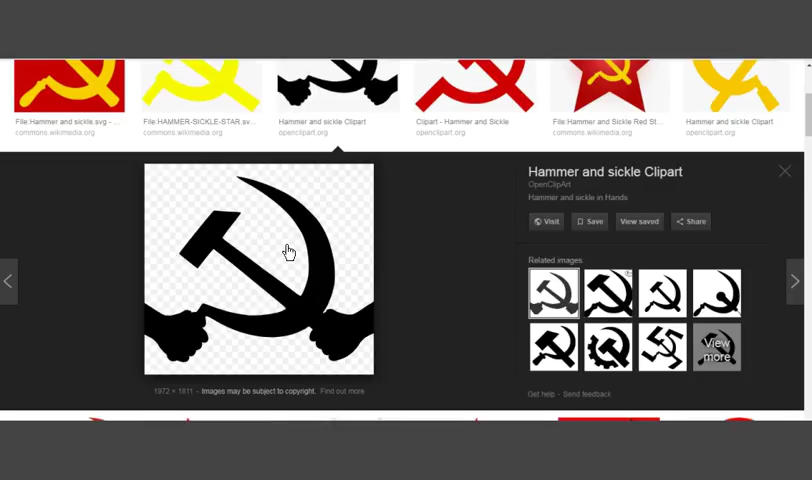 File:Hammer and sickle.svg - ...
File:HAMMER-SICKLE-STAR.sv...
Hammer and sickle Clipart
Clipart - Hammer and Sickle
File:Hammer and Sickle Red St...
Hammer and sickle Clipart
commons.wikimedia.org
commons.wikimedia.org
openclipart.org
openclipart.org
commons.wikimedia.org
openclipart.org
Hammer and sickle Clipart
OpenClipArt
Hammer and sickle in Hands
Visit
Save
View saved
Share
Related images:
View
more
1972 × 1811 - Images may be subject to copyright. Find out more
Get help - Send feedback